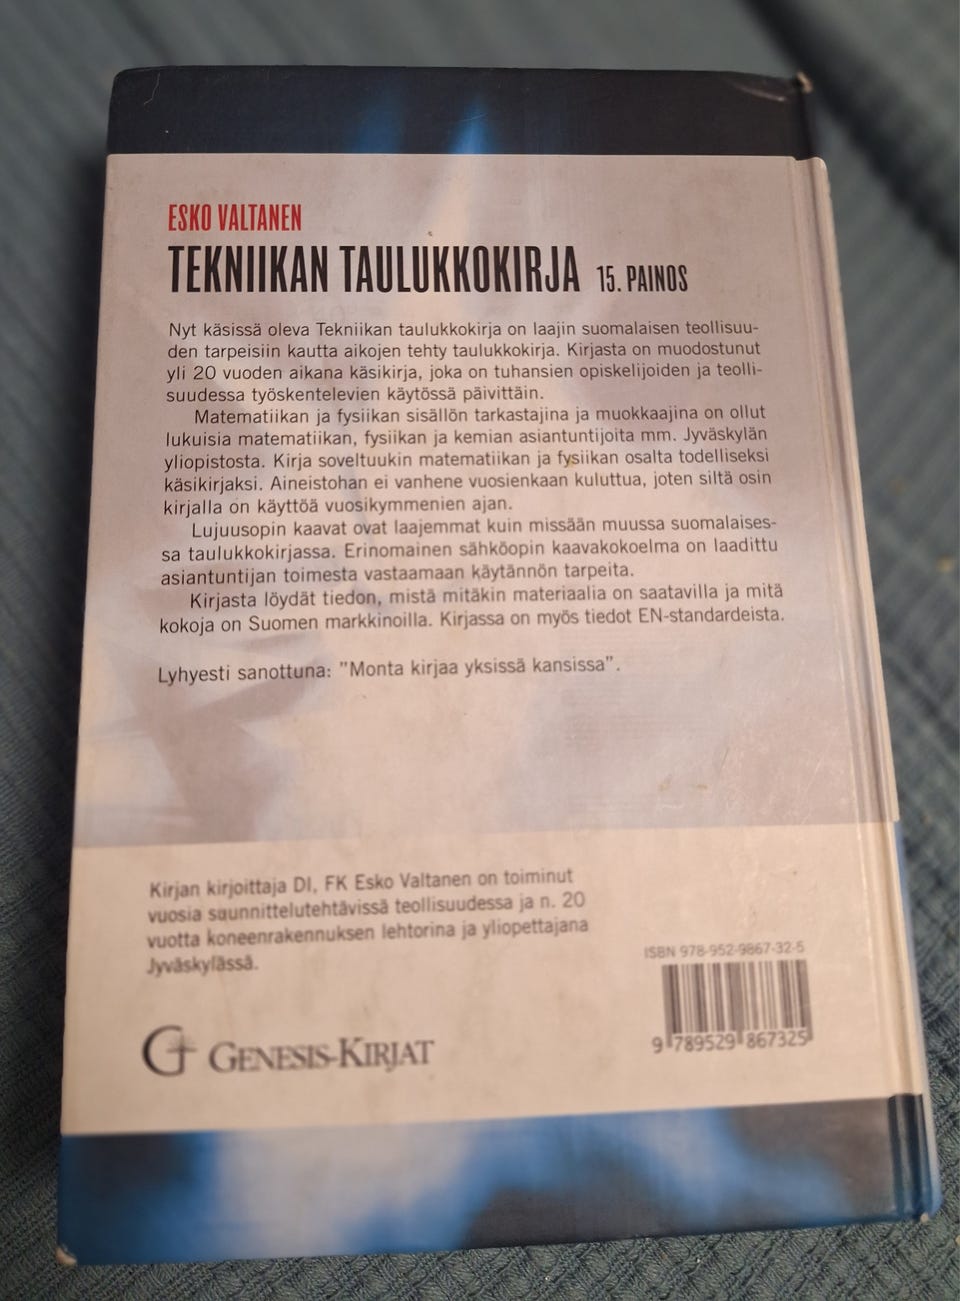 ESKO VALTANEN
TEKNIIKAN TAULUKKOKIRJA 15. PAINOS
Nyt käsissä oleva Tekniikan taulukkokirja on laajin suomalaisen teollisuu-
den tarpeisiin kautta aikojen tehty taulukkokirja. Kirjasta on muodostunut
yli 20 vuoden aikana käsikirja, joka on tuhansien opiskelijoiden ja teolli-
suudessa työskentelevien käytössä päivittäin.
Matematiikan ja fysiikan sisällön tarkastajina ja muokkaajina on ollut
lukuisia matematiikan, fysiikan ja kemian asiantuntijoita mm. Jyväskylän
yliopistosta. Kirja soveltuukin matematiikan ja fysiikan osalta todelliseksi
käsikirjaksi. Aineistohan ei vanhene vuosienkaan kuluttua, joten siltä osin
kirjalla on käyttöä vuosikymmenien ajan.
Lujuusopin kaavat ovat laajemmat kuin missään muussa suomalaises-
sa taulukkokirjassa. Erinomainen sähköopin kaavakokoelma on laadittu
asiantuntijan toimesta vastaamaan käytännön tarpeita.
Kirjasta löydät tiedon, mistä mitäkin materiaalia on saatavilla ja mitä
kokoja on Suomen markkinoilla. Kirjassa on myös tiedot EN-standardeista.
Lyhyesti sanottuna: "Monta kirjaa yksissä kansissa".
Kirjan kirjoittaja DI, FK Esko Valtanen on toiminut
vuosia suunnittelutehtävissä teollisuudessa ja n. 20
vuotta koneenrakennuksen lehtorina ja yliopettajana
Jyväskylässä.
ISBN 978-952-9867-32-5
9 789529 867325
GENESIS-KIRJAT